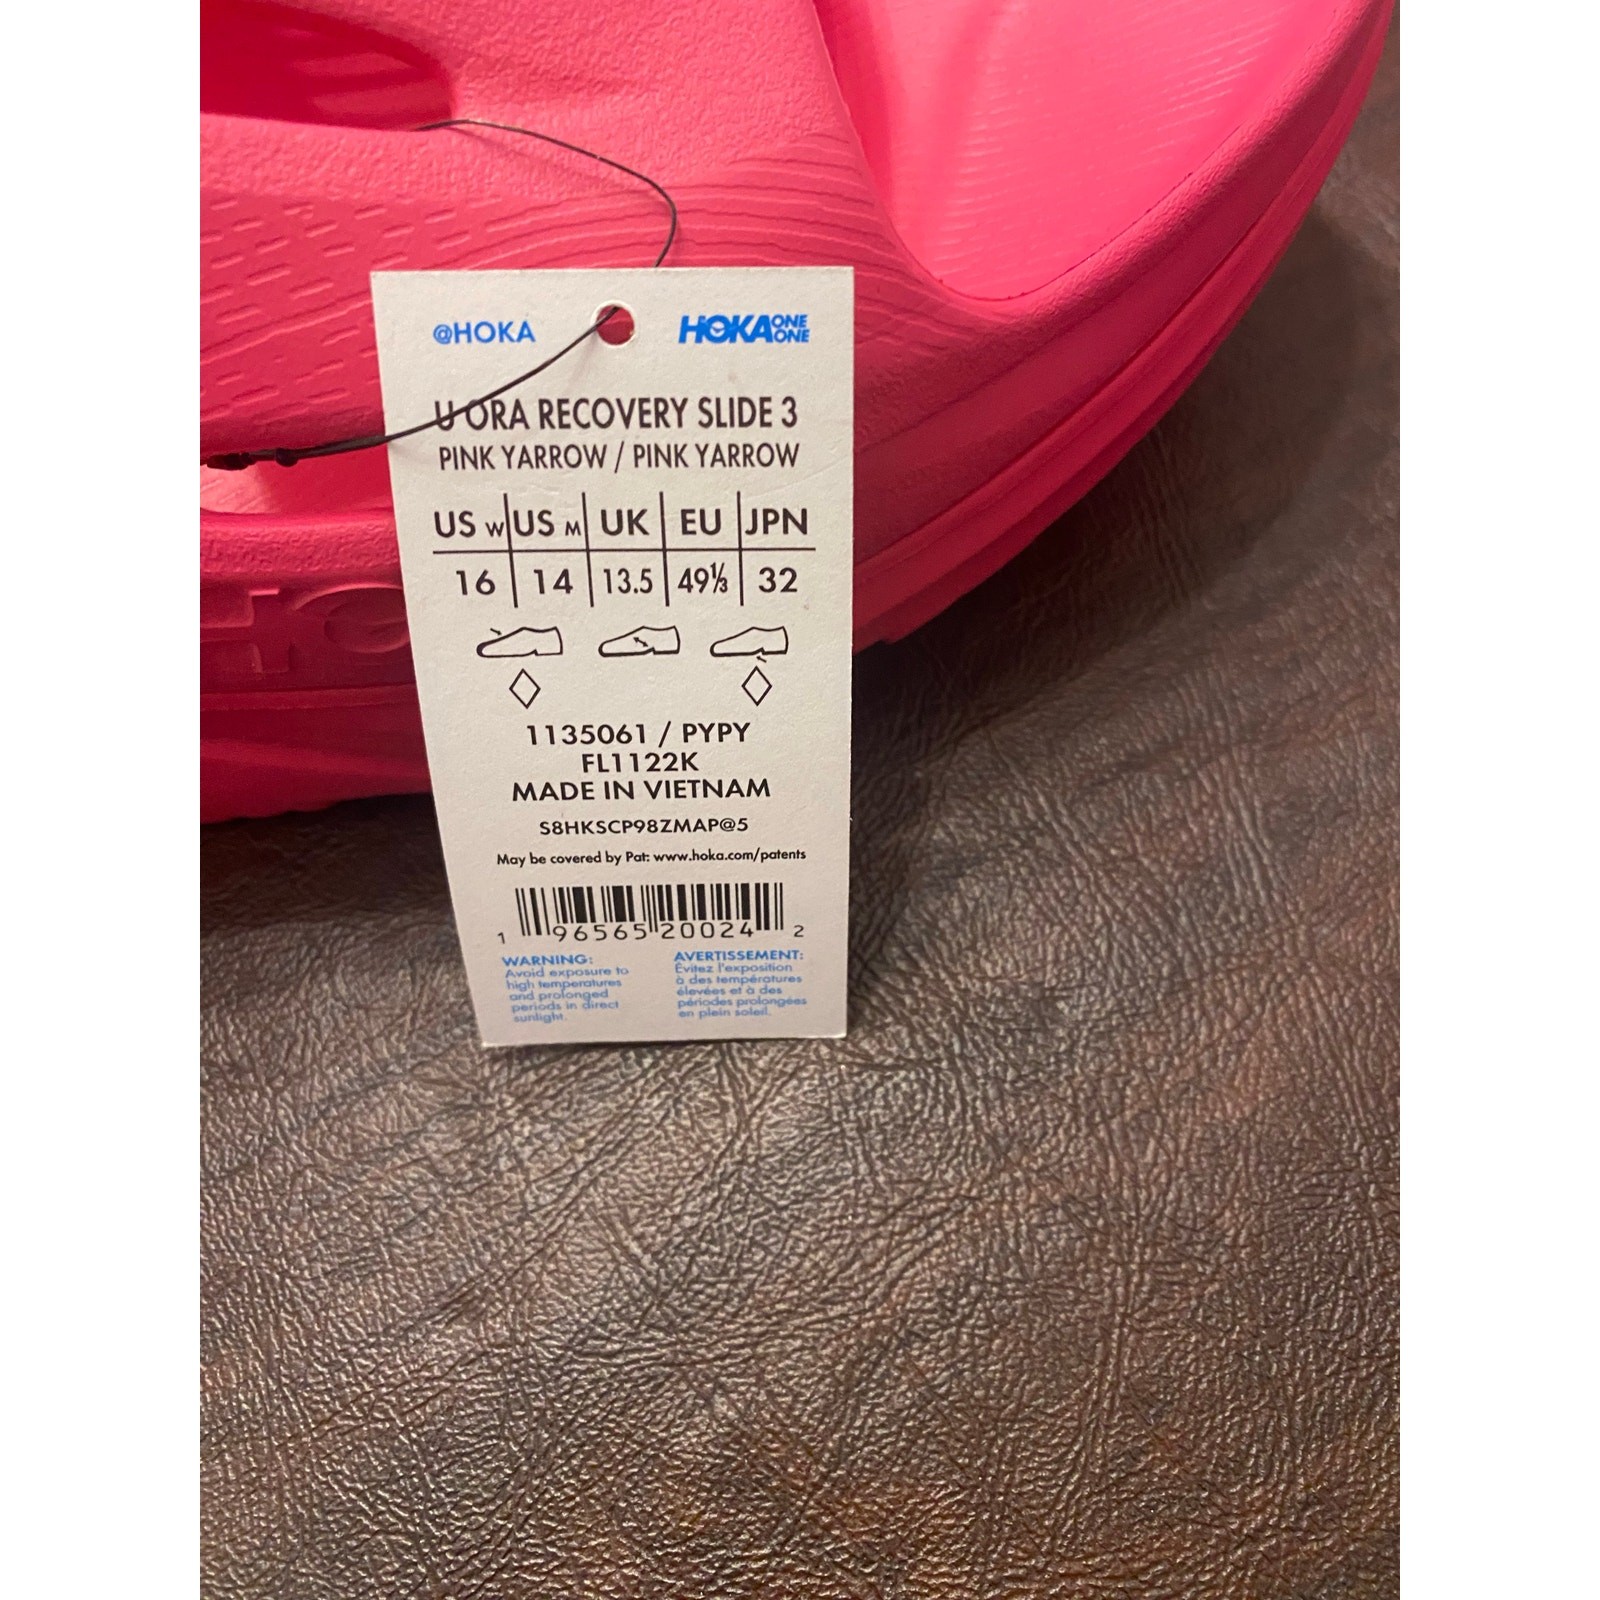 @HOKA HOKA ONE ONE
U ORA RECOVERY SLIDE 3
PINK YARROW / PINK YARROW
US W US M UK EU JPN
16 14 13.5 49⅓ 32
1135061 / PYPY
FL1122K
MADE IN VIETNAM
S8HKSCP98ZMAP@5
May be covered by Pat: www.hoka.com/patents
1 96565 20024 2
WARNING:
Avoid exposure to
high temperatures
and prolonged
periods in direct
sunlight.
AVERTISSEMENT:
Évitez l'exposition
à des températures
élevées et à des
périodes prolongées
en plein soleil.